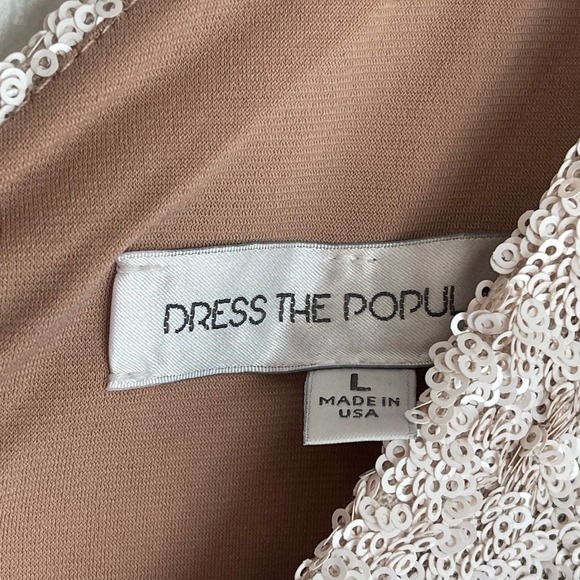 DRESS THE POPUL
L
MADE IN
USA